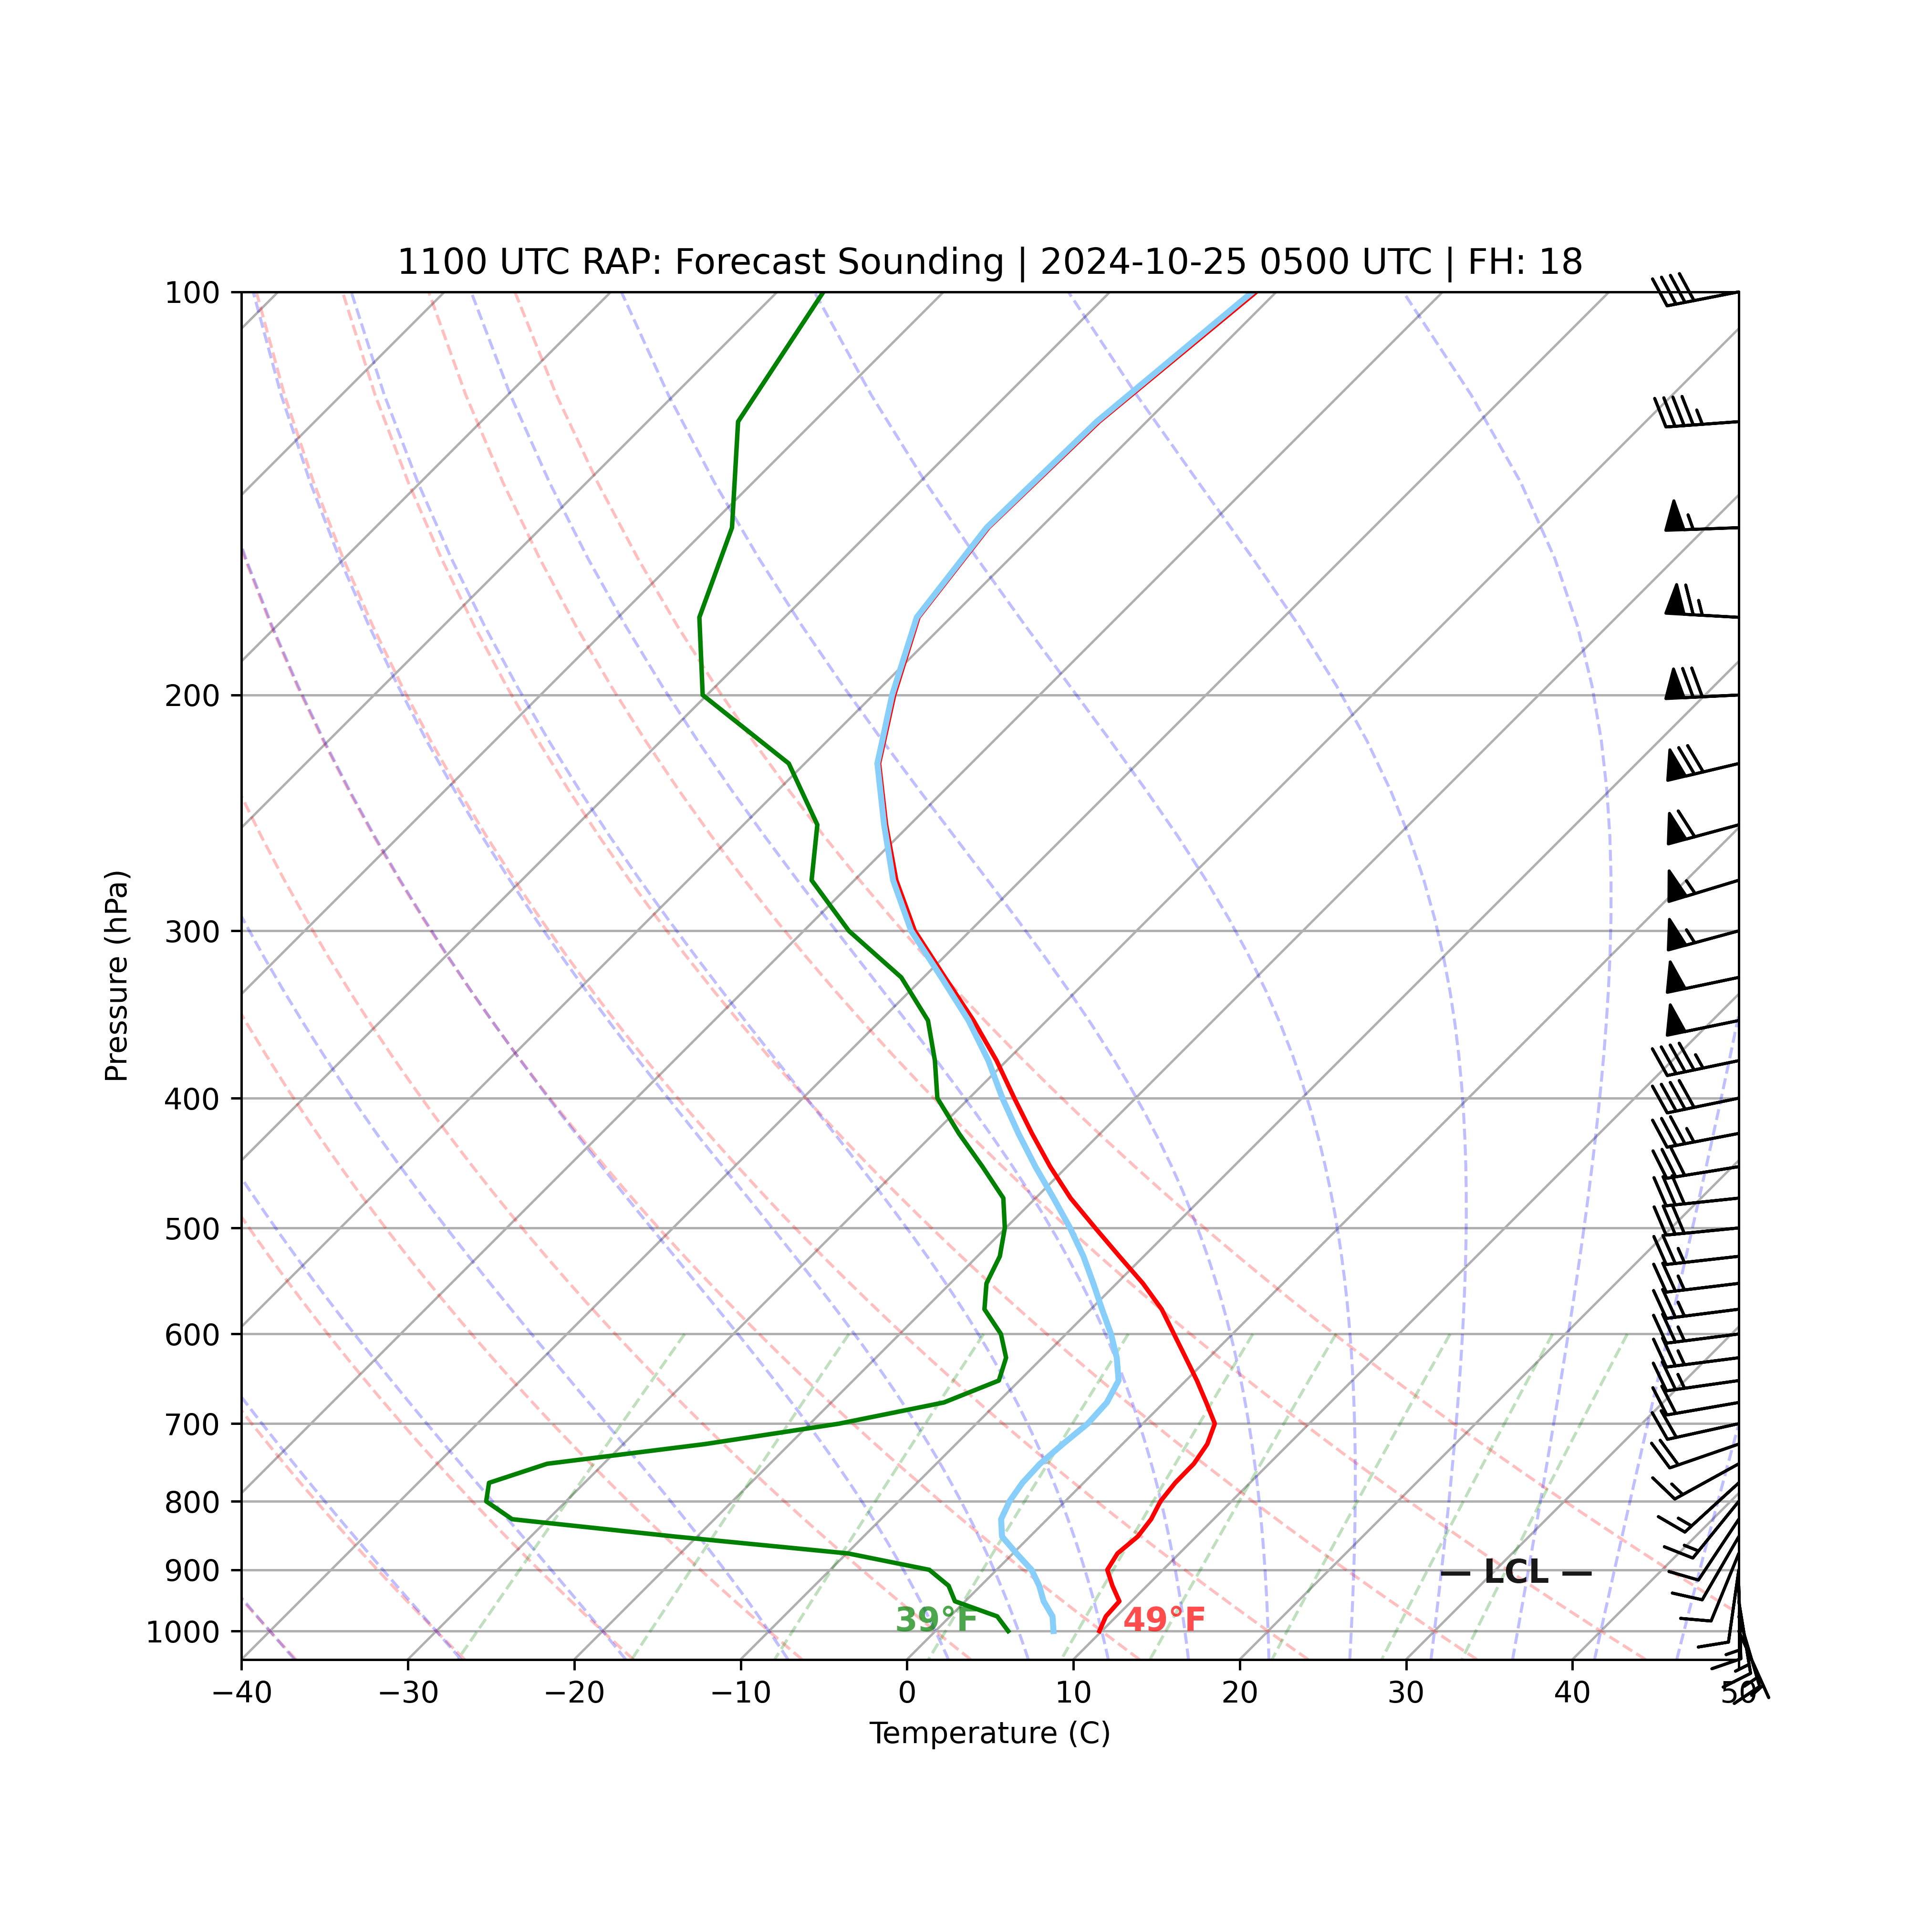 1100 UTC RAP: Forecast Sounding | 2024-10-25 0500 UTC | FH: 18
100
200
300
400
500
600
700
800
900
1000
Pressure (hPa)
— LCL —
39°F
49°F
−40 −30 −20 −10 0 10 20 30 40 50
Temperature (C)